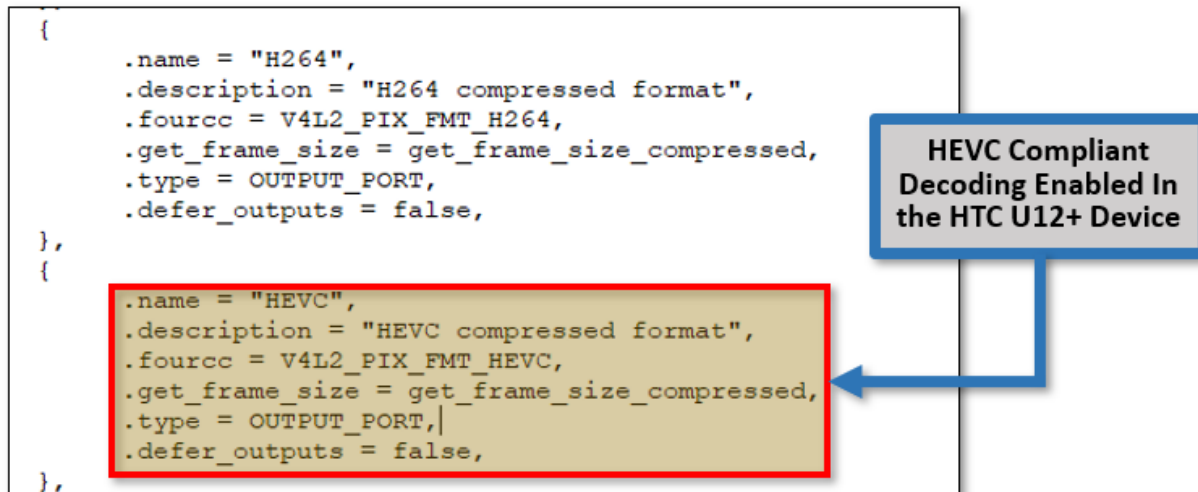 {
.name = "H264",
.description = "H264 compressed format",
.fourcc = V4L2_PIX_FMT_H264,
.get_frame_size = get_frame_size_compressed,
.type = OUTPUT_PORT,
.defer_outputs = false,
},
{
.name = "HEVC",
.description = "HEVC compressed format",
.fourcc = V4L2_PIX_FMT_HEVC,
.get_frame_size = get_frame_size_compressed,
.type = OUTPUT_PORT,
.defer_outputs = false,
},
HEVC Compliant
Decoding Enabled In
the HTC U12+ Device